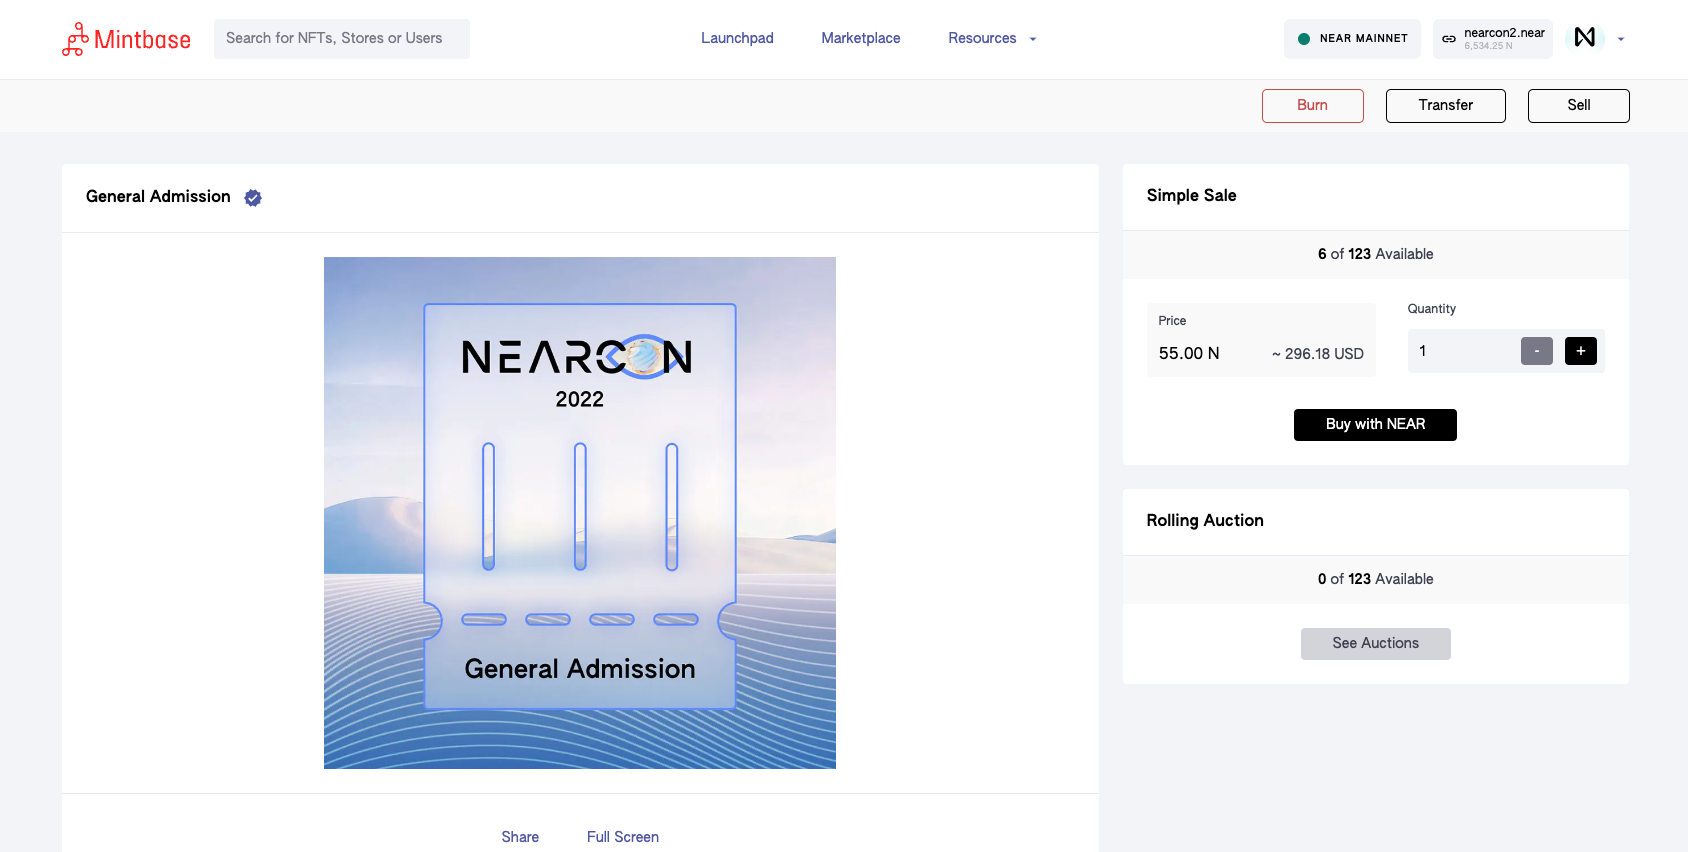 Mintbase
Search for NFTs, Stores or Users
Launchpad
Marketplace
Resources
NEAR MAINNET
nearcon2.near
6,534.25 N
Burn
Transfer
Sell
General Admission
NEARCON
2022
General Admission
Share
Full Screen
Simple Sale
6 of 123 Available
Price
55.00 N
~ 296.18 USD
Quantity
1
-
+
Buy with NEAR
Rolling Auction
0 of 123 Available
See Auctions